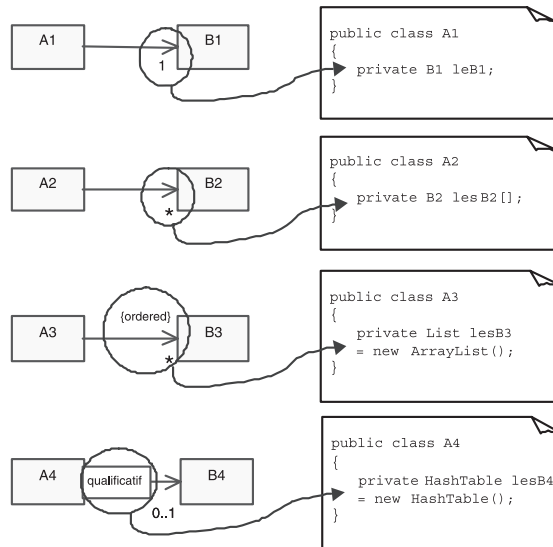 A1
B1
1
public class A1
{
private B1 leB1;
}
A2
B2
*
public class A2
{
private B2 lesB2[];
}
A3
{ordered}
B3
*
public class A3
{
private List lesB3
= new ArrayList();
}
A4
qualificatif
B4
0..1
public class A4
{
private HashTable lesB4
= new HashTable();
}